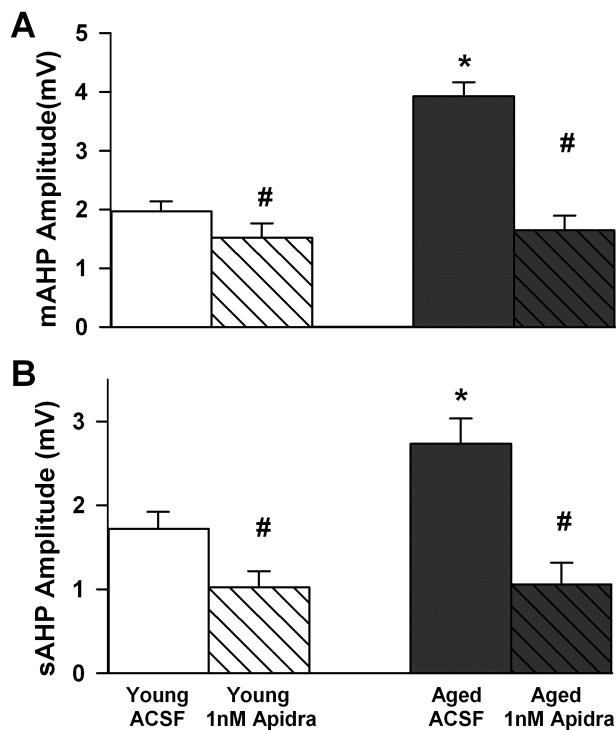 A
mAHP Amplitude(mV)
5
4
3
2
1
0
#
*
#
B
sAHP Amplitude (mV)
3
2
1
0
#
*
#
Young
ACSF
Young
1nM Apidra
Aged
ACSF
Aged
1nM Apidra